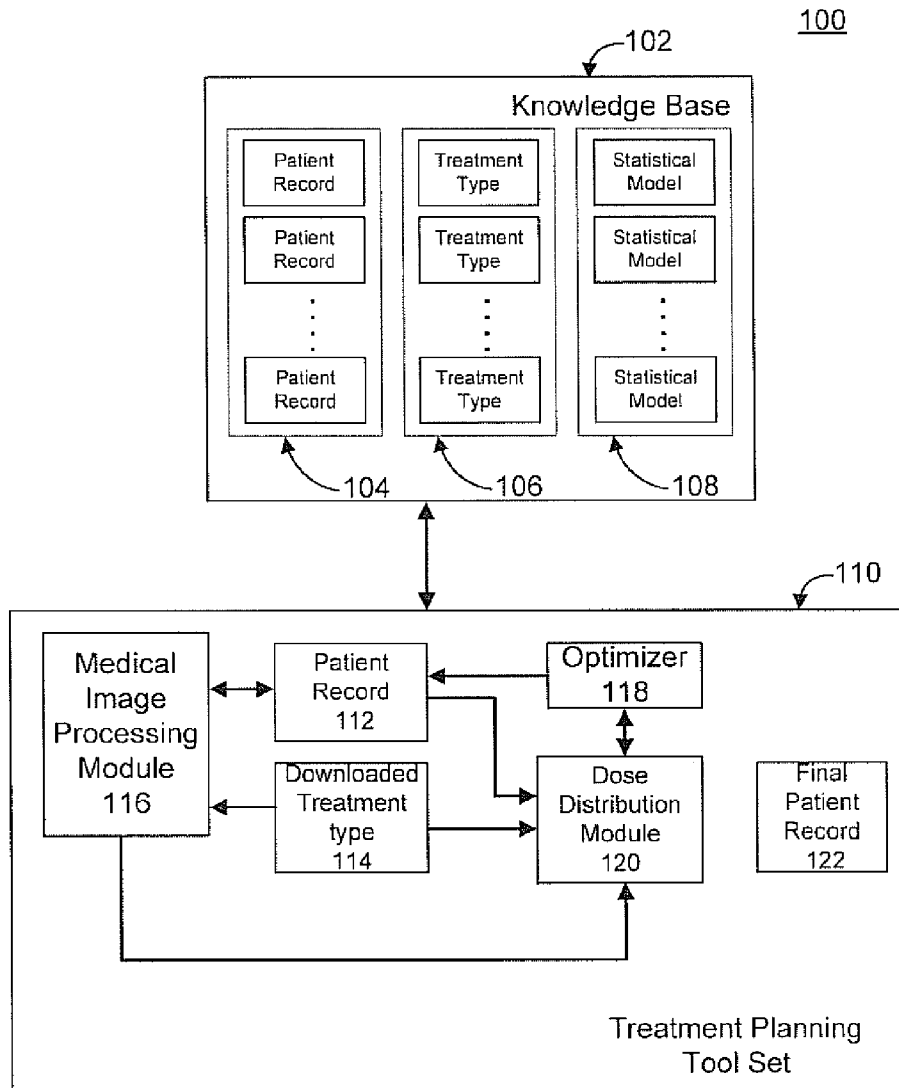 100
102
Knowledge Base
Patient
Record
Treatment
Type
Statistical
Model
Patient
Record
Treatment
Type
Statistical
Model
Patient
Record
Treatment
Type
Statistical
Model
104
106
108
110
Medical
Image
Processing
Module
116
Patient
Record
112
Optimizer
118
Downloaded
Treatment
type
114
Dose
Distribution
Module
120
Final
Patient
Record
122
Treatment Planning
Tool Set